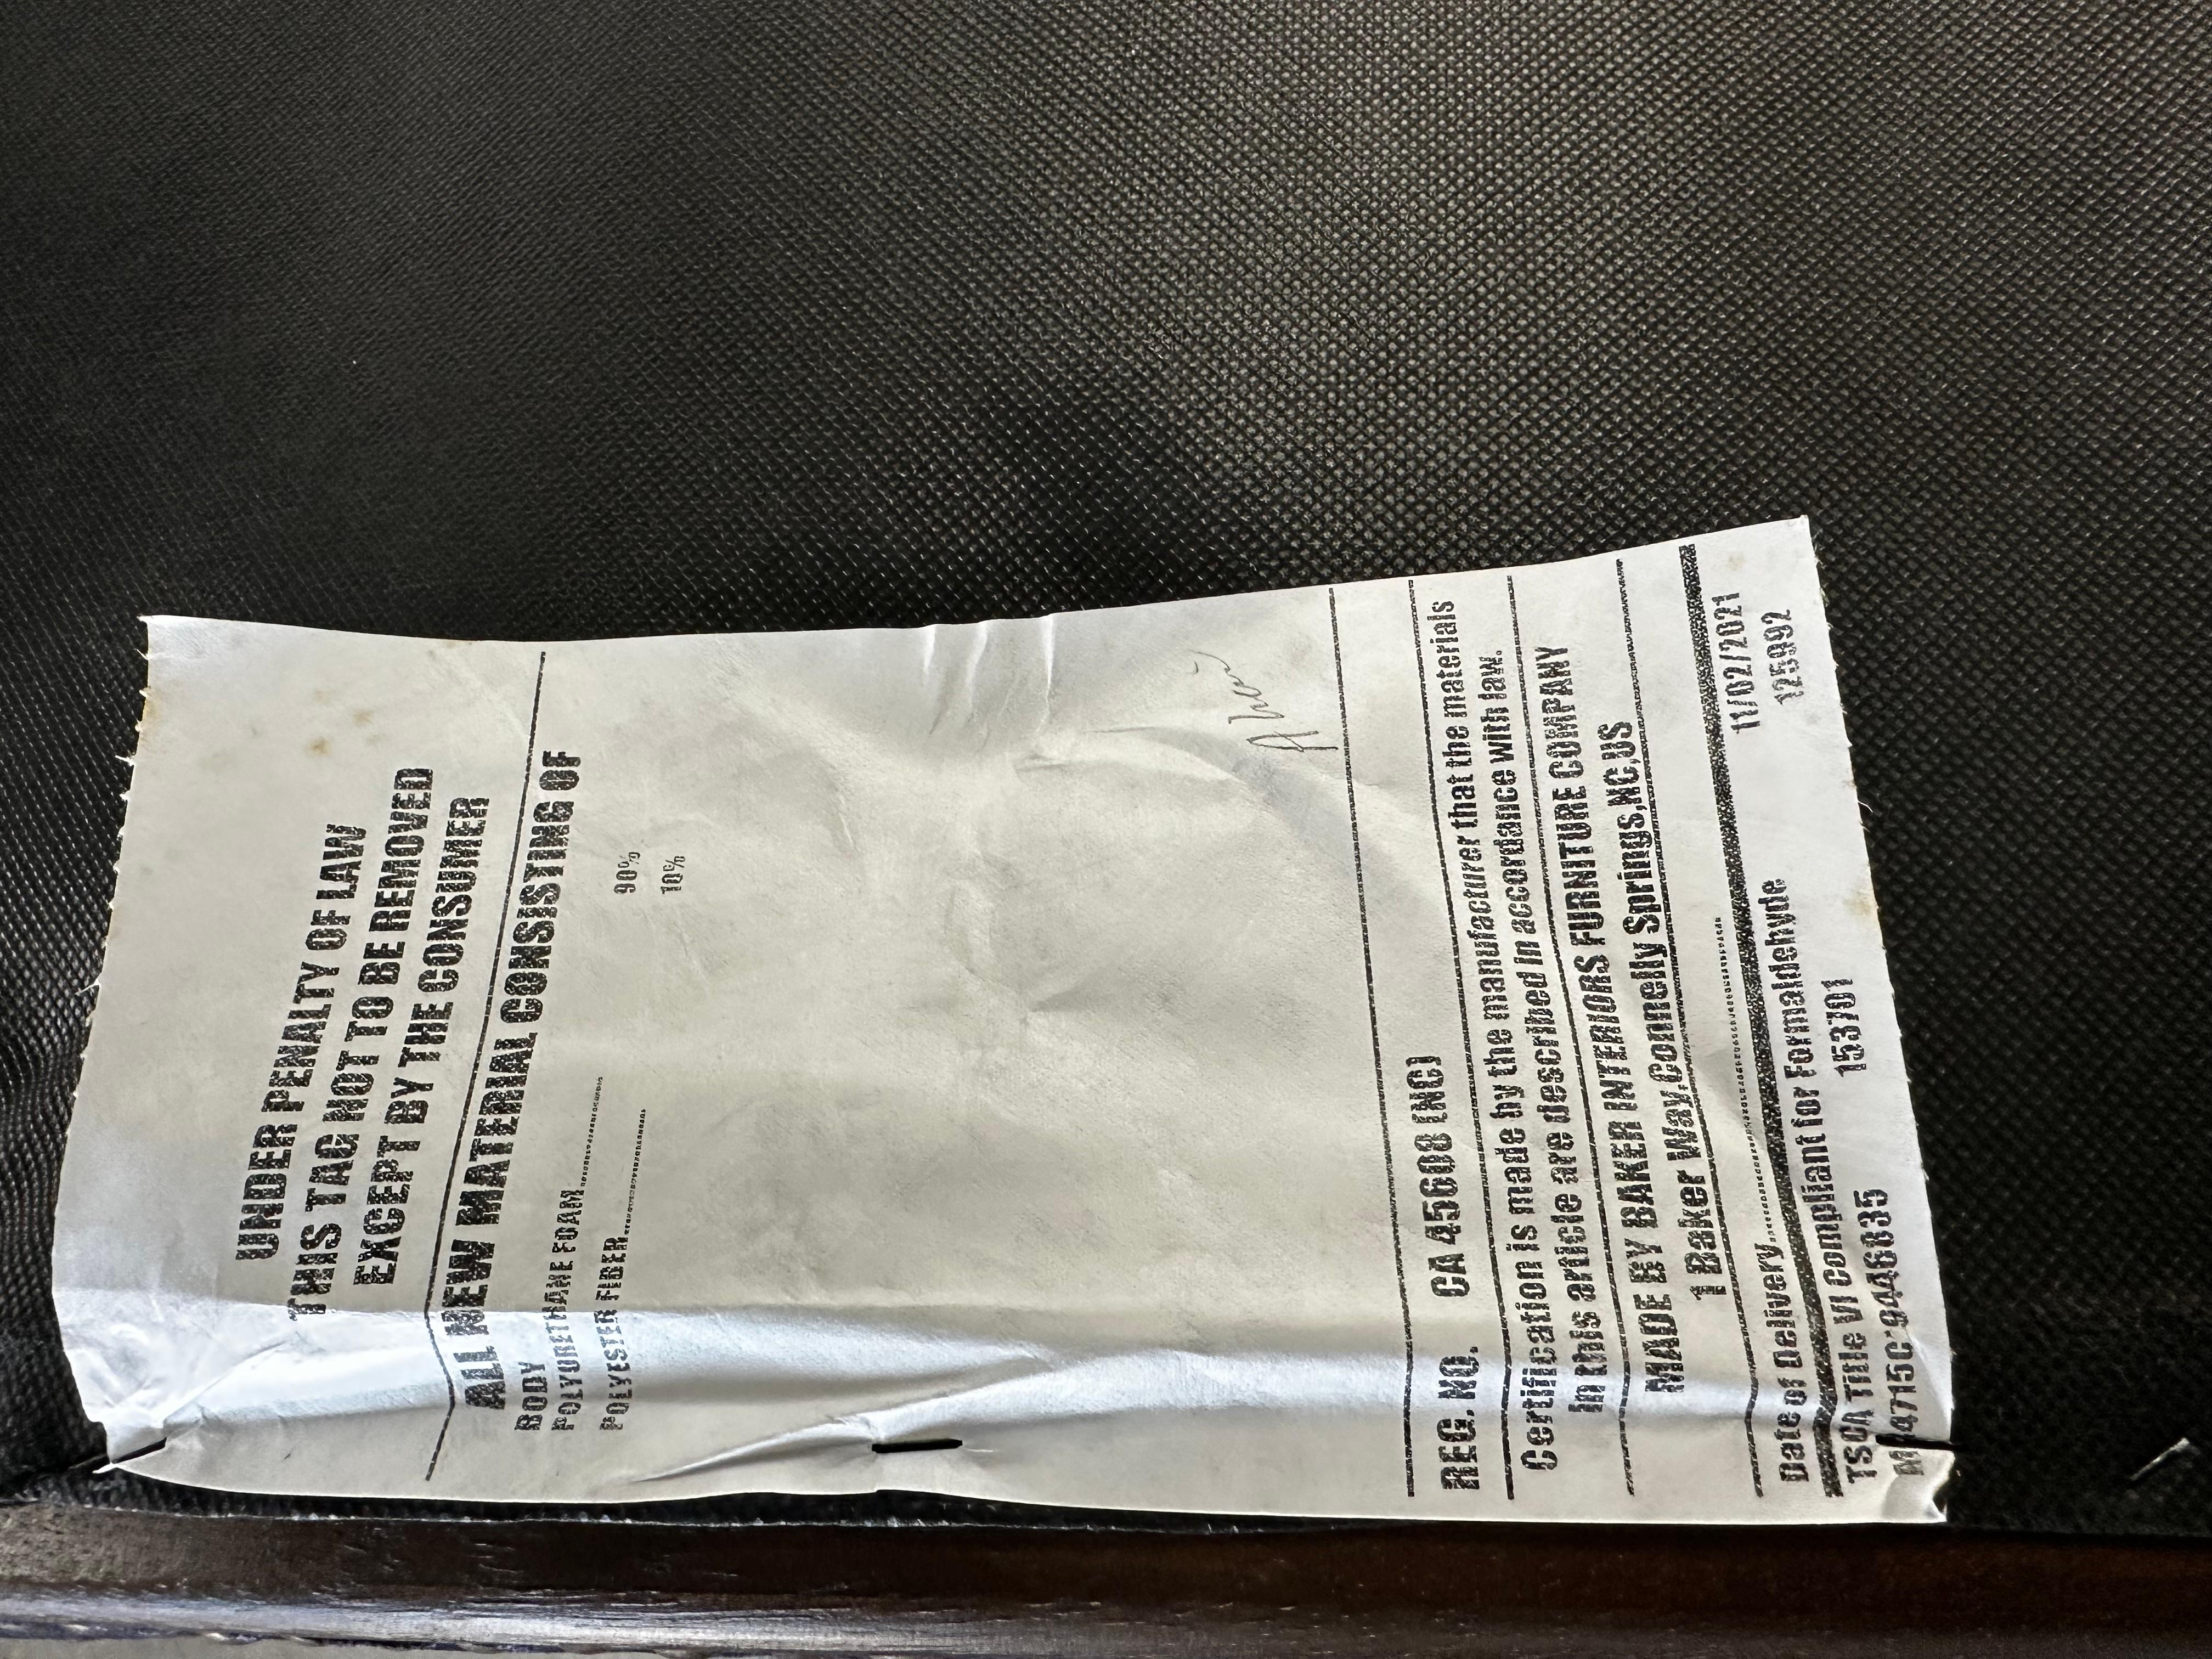 UNDER PENALTY OF LAW
THIS TAG NOT TO BE REMOVED
EXCEPT BY THE CONSUMER
ALL NEW MATERIAL CONSISTING OF
BODY
POLYURETHANE FOAM 90%
POLYESTER FIBER 10%
REG. NO. CA 45608 (NC)
Certification is made by the manufacturer that the materials
in this article are described in accordance with law.
MADE BY BAKER INTERIORS FURNITURE COMPANY
1 Baker Way,Connelly Springs,NC,US
Date of Delivery 11/02/2021
TSCA Title VI Compliant for Formaldehyde 125992
153701